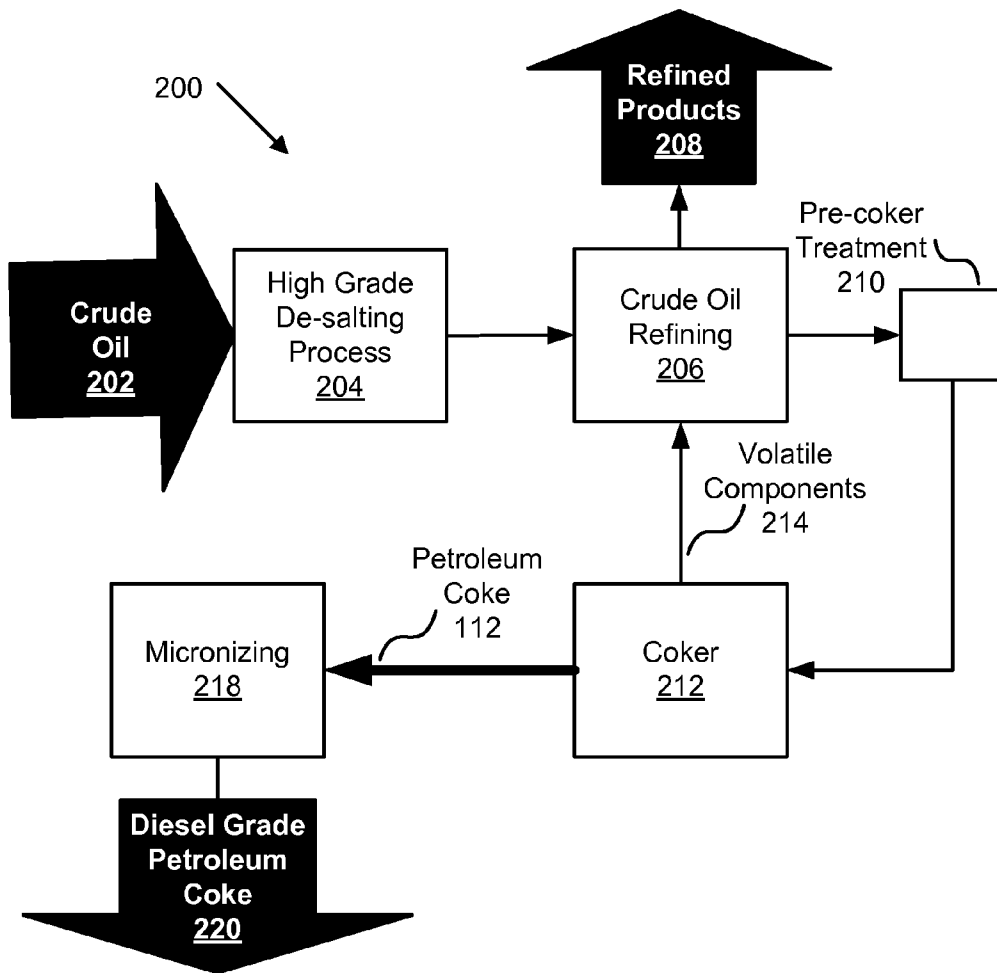 200
Refined
Products
208
Pre-coker
Treatment
210
Crude
Oil
202
High Grade
De-salting
Process
204
Crude Oil
Refining
206
Volatile
Components
214
Petroleum
Coke
112
Micronizing
218
Coker
212
Diesel Grade
Petroleum
Coke
220